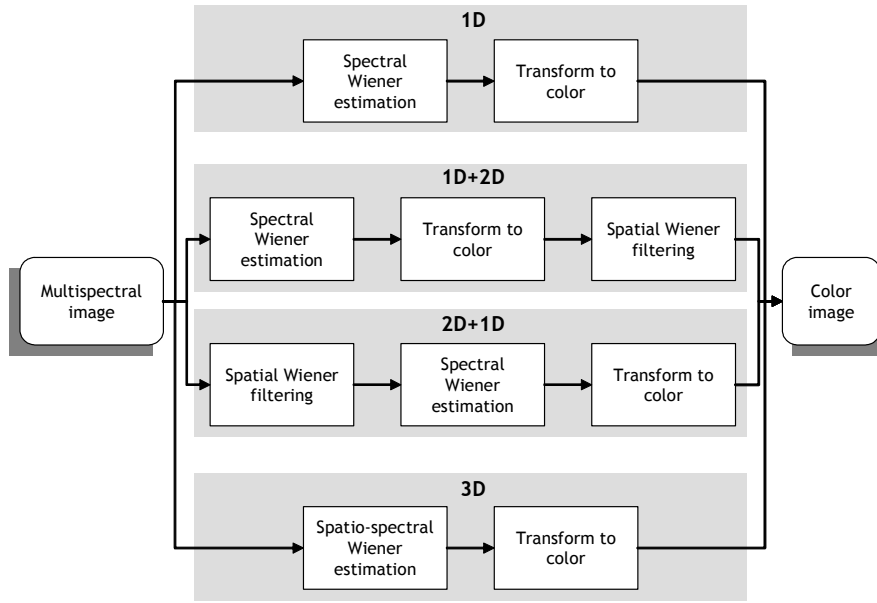 1D
Spectral
Wiener
estimation
Transform to
color
1D+2D
Spectral
Wiener
estimation
Transform to
color
Spatial Wiener
filtering
Multispectral
image
Color
image
2D+1D
Spatial Wiener
filtering
Spectral
Wiener
estimation
Transform to
color
3D
Spatio-spectral
Wiener
estimation
Transform to
color